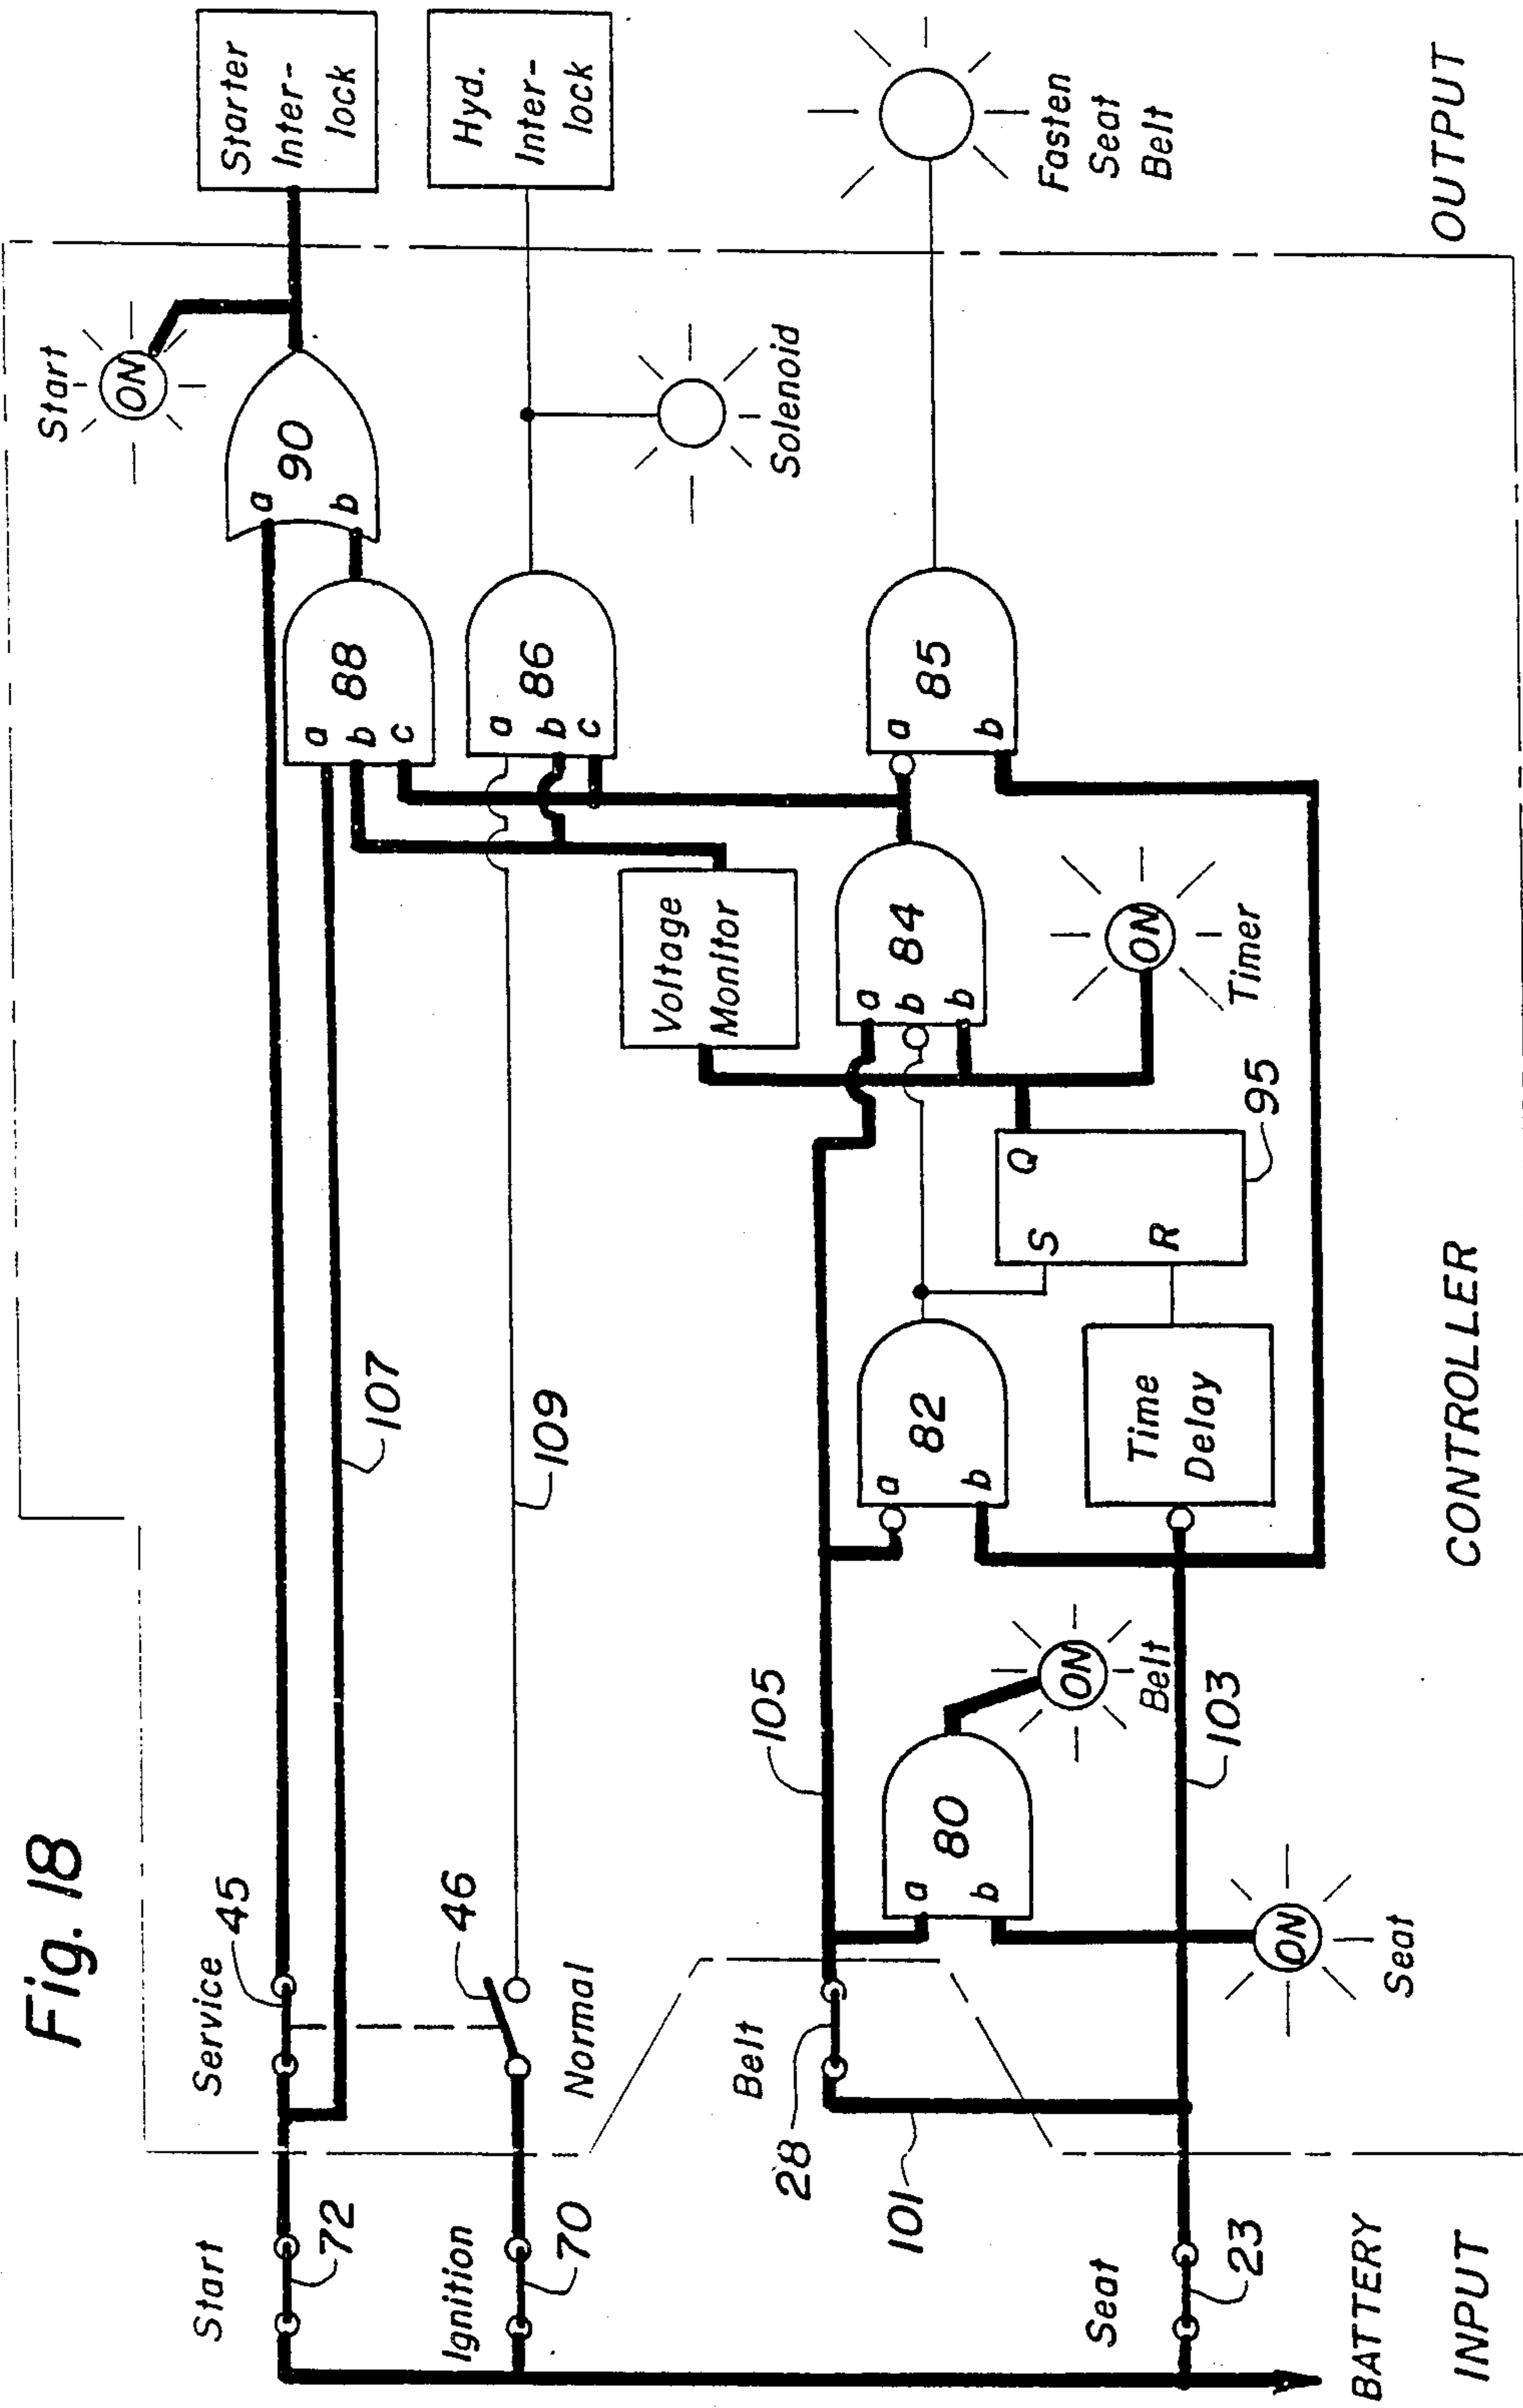 Fig. 18
Start
72
Service
45
107
a
b
c
88
a
b
90
Start
ON
Starter
Inter-
lock
Ignition
70
46
Normal
109
a
b
c
86
Solenoid
Hyd.
Inter-
lock
Voltage
Monitor
Belt
28
101
105
a
b
80
ON
Belt
a
b
82
a
b
b
84
a
b
85
Fasten
Seat
Belt
Seat
23
103
ON
Seat
Time
Delay
S
R
Q
95
ON
Timer
BATTERY
INPUT
CONTROLLER
OUTPUT